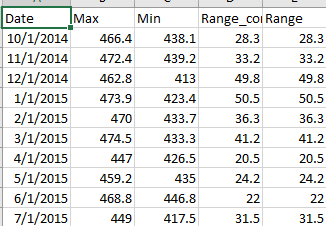 Date Max Min Range_co Range
10/1/2014 466.4 438.1 28.3 28.3
11/1/2014 472.4 439.2 33.2 33.2
12/1/2014 462.8 413 49.8 49.8
1/1/2015 473.9 423.4 50.5 50.5
2/1/2015 470 433.7 36.3 36.3
3/1/2015 474.5 433.3 41.2 41.2
4/1/2015 447 426.5 20.5 20.5
5/1/2015 459.2 435 24.2 24.2
6/1/2015 468.8 446.8 22 22
7/1/2015 449 417.5 31.5 31.5